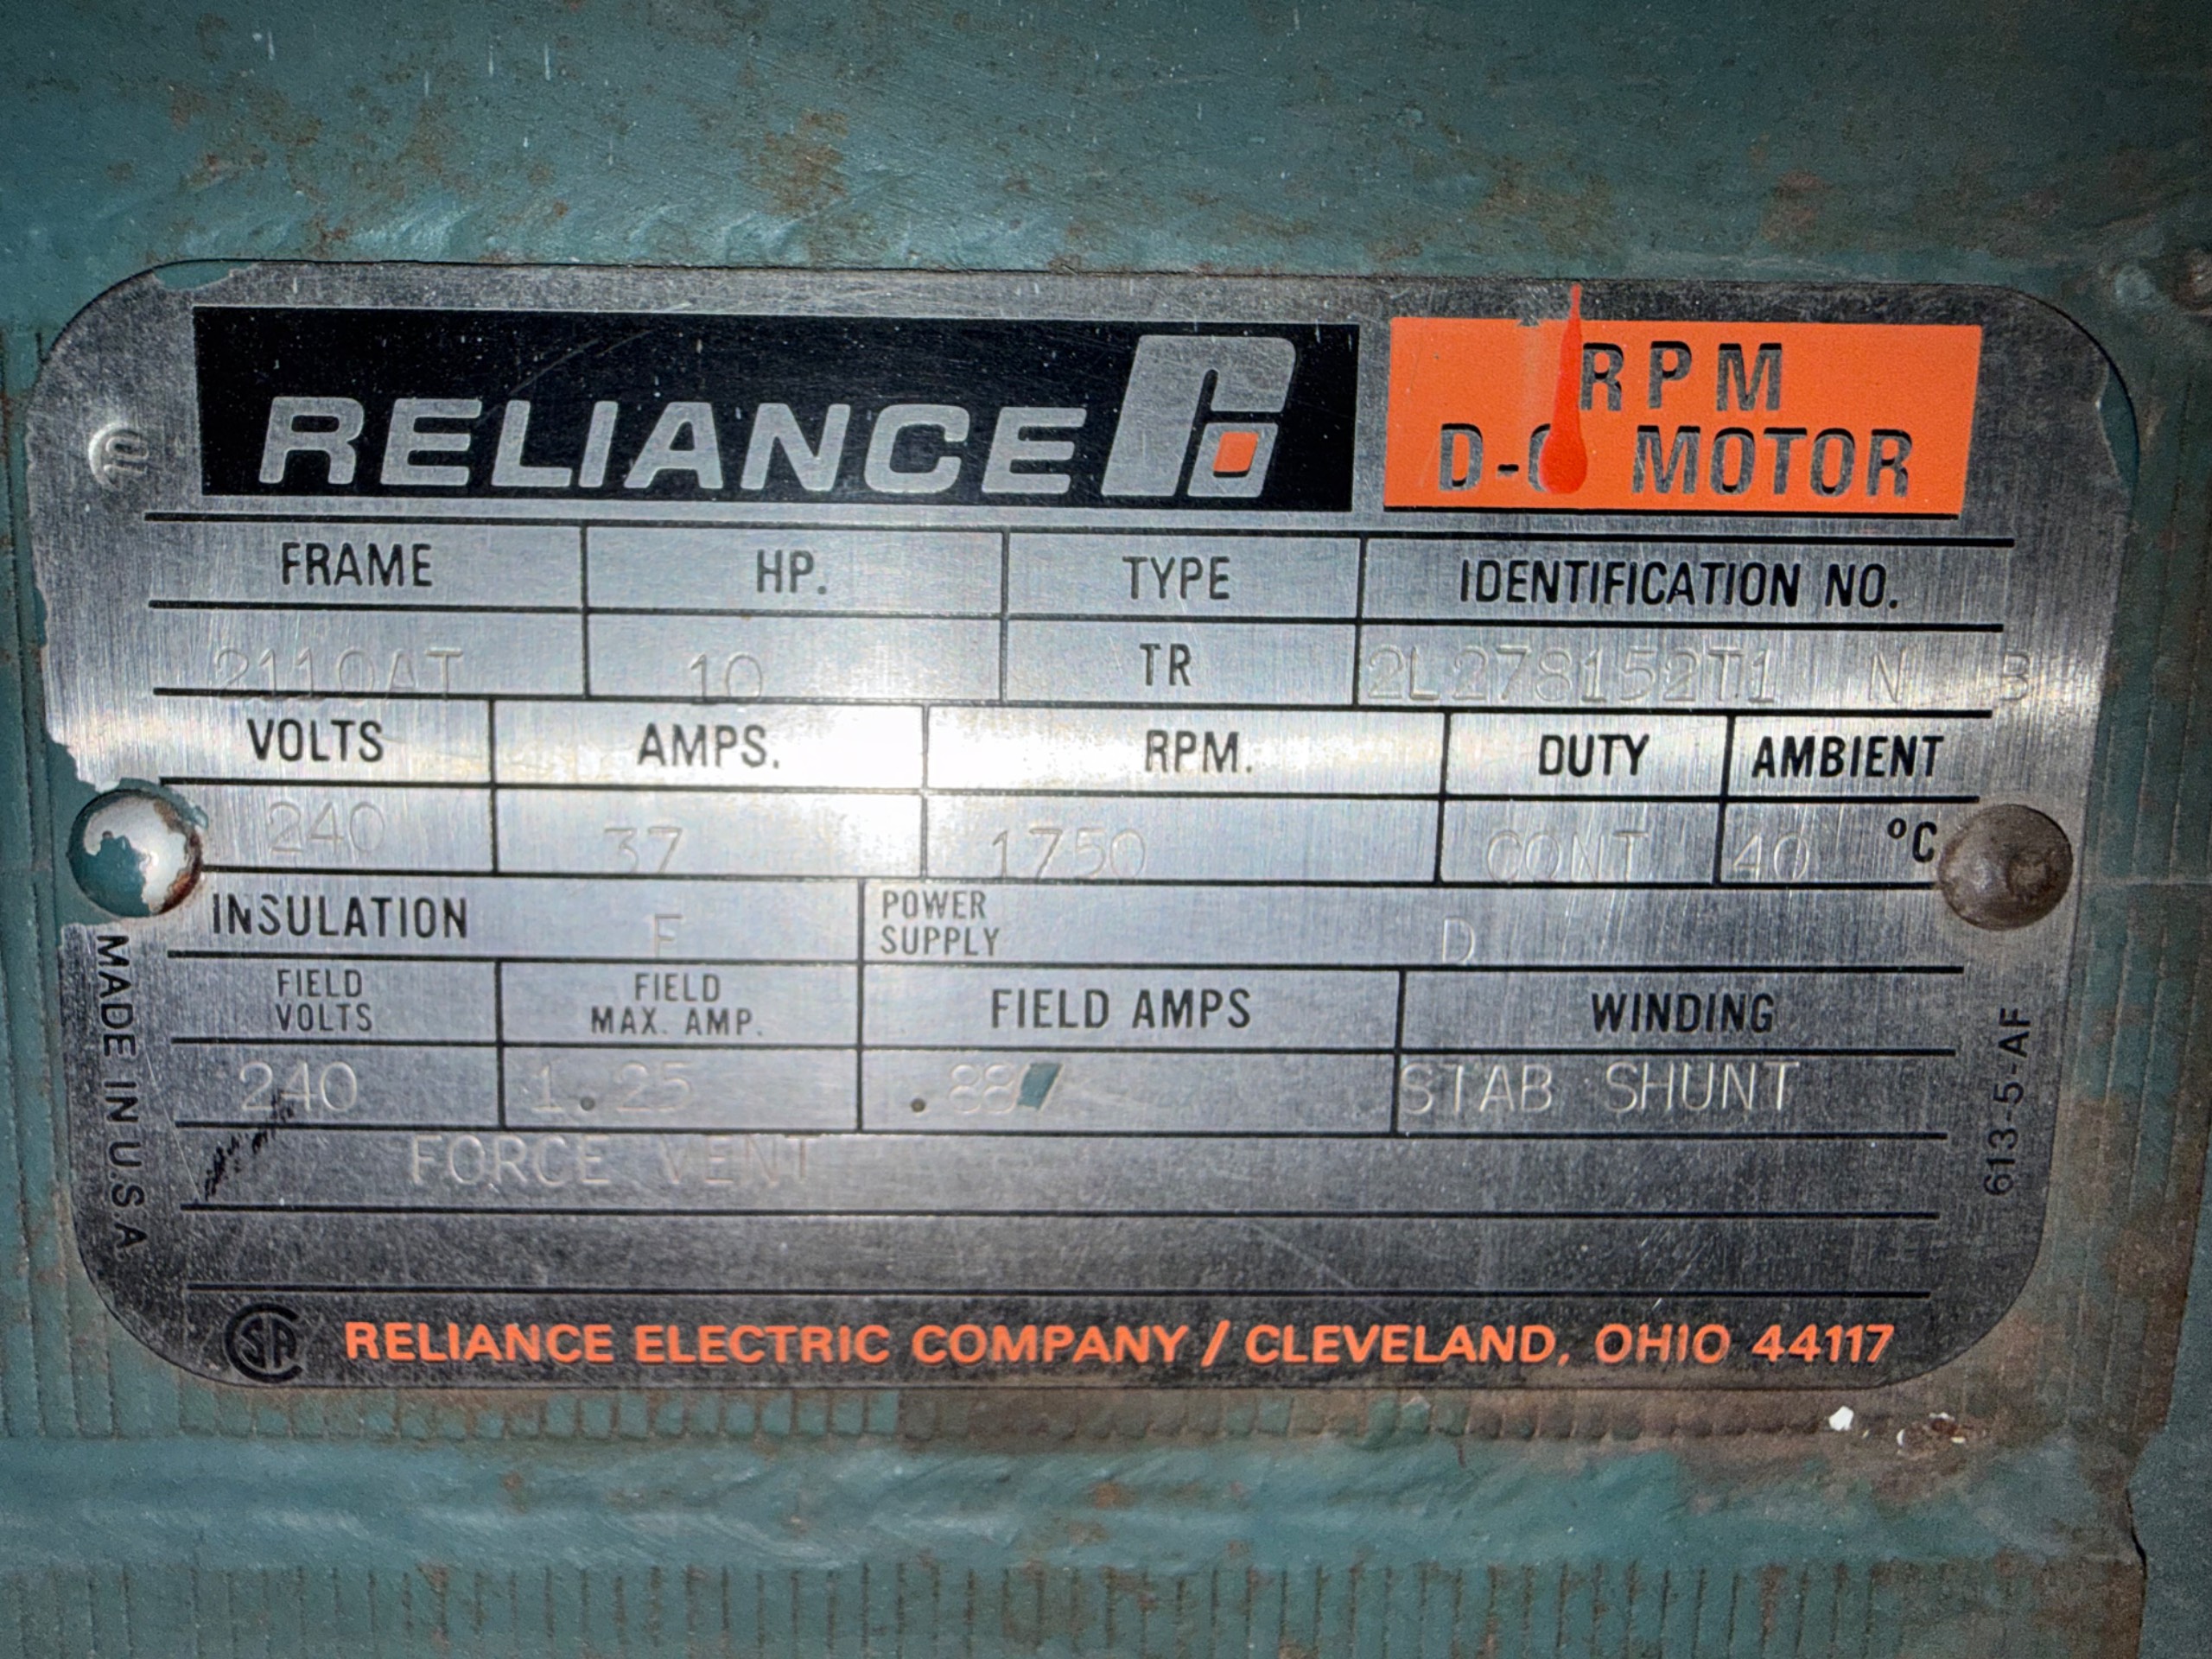 RELIANCE
RPM
D-C MOTOR
FRAME HP. TYPE IDENTIFICATION NO.
2110AT 10 TR 2L278152T1 N B
VOLTS AMPS. RPM. DUTY AMBIENT
240 37 1750 CONT 40 °C
INSULATION F POWER SUPPLY D
FIELD VOLTS FIELD MAX. AMP. FIELD AMPS WINDING
240 1.25 STAB SHUNT
FORCE VENT
MADE IN U.S.A
613-5-AF
SA
RELIANCE ELECTRIC COMPANY / CLEVELAND, OHIO 44117